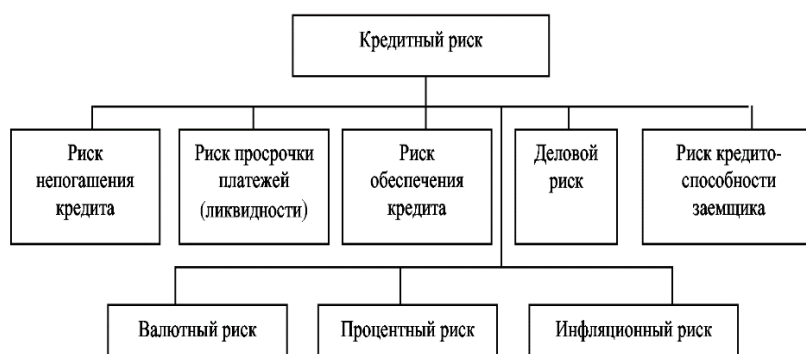 Кредитный риск
Риск
непогашения
кредита
Риск просрочки
платежей
(ликвидности)
Риск
обеспечения
кредита
Деловой
риск
Риск кредито-
способности
заемщика
Валютный риск
Процентный риск
Инфляционный риск